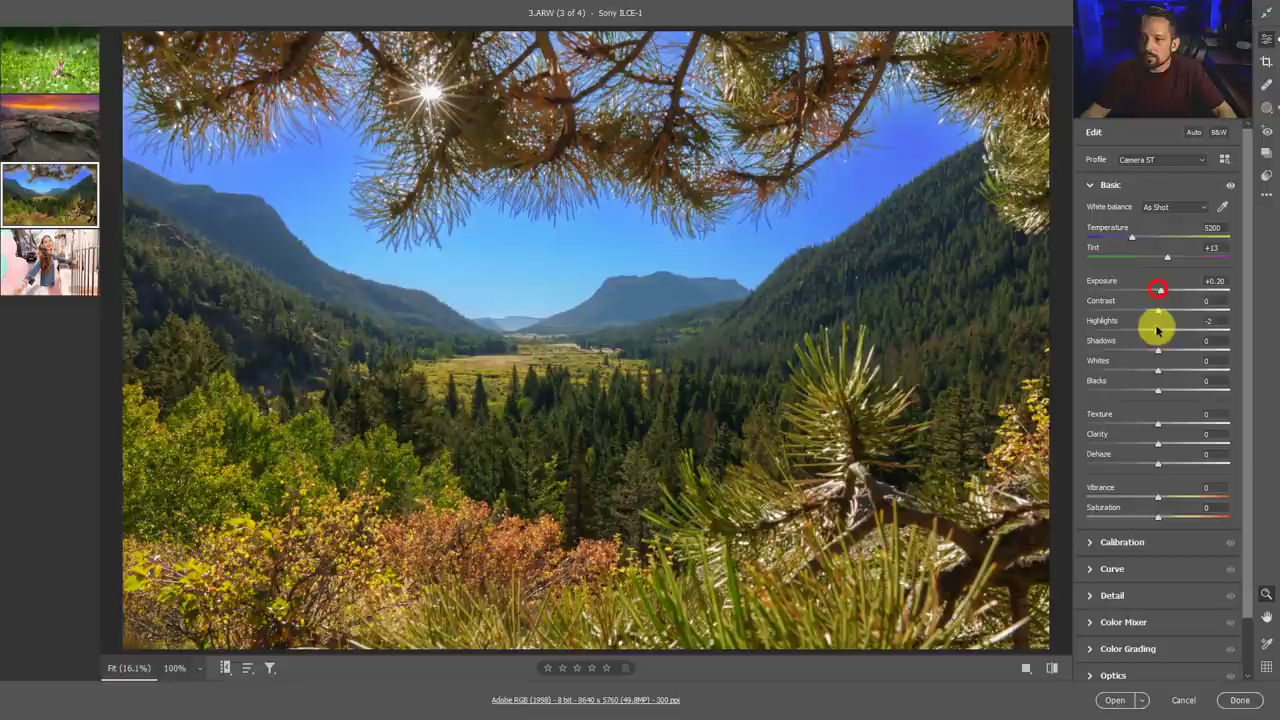 3.ARW (3 of 4) - Sony ILCE-1
Edit
Auto
B&W
Profile
Camera ST
Basic
White balance
As Shot
Temperature
5200
Tint
+13
Exposure
+0.20
Contrast
0
Highlights
-2
Shadows
0
Whites
0
Blacks
0
Texture
0
Clarity
0
Dehaze
0
Vibrance
0
Saturation
0
Calibration
Curve
Detail
Color Mixer
Color Grading
Optics
Fit (16.1%)
100%
Adobe RGB (1998) - 8 bit - 8640 x 5760 (49.8MP) - 300 ppi
Open
Cancel
Done